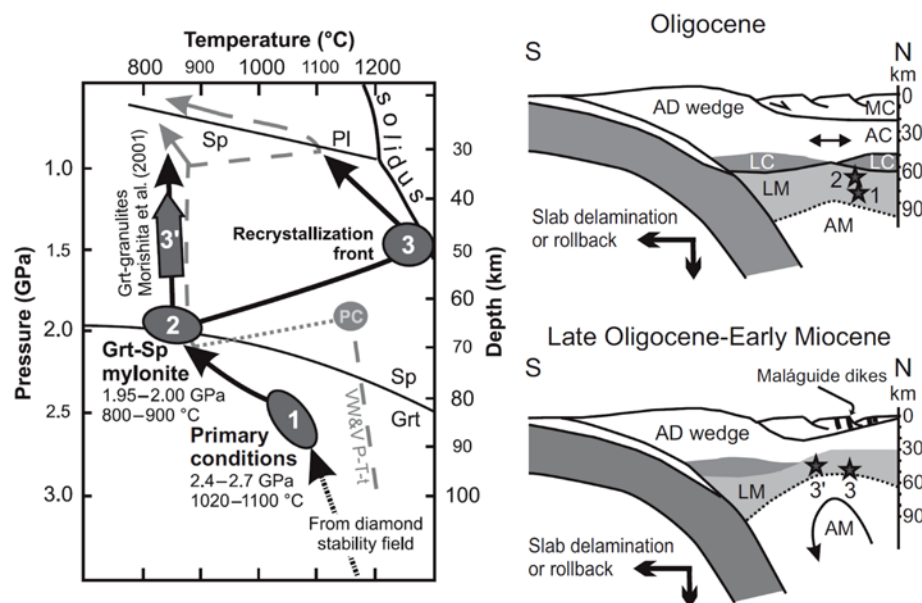 Temperature (°C)
800 900 1000 1100 1200
Pressure (GPa)
1.0
1.5
2.0
2.5
3.0
Depth (km)
30
40
50
60
70
80
90
100
solidus
Sp
Pl
Grt-granulites
Morishita et al. (2001)
3'
Recrystallization
front
3
2
PC
Grt-Sp
mylonite
1.95–2.00 GPa
800–900 °C
Sp
Grt
1
VW&V P-T-t
Primary
conditions
2.4–2.7 GPa
1020–1100 °C
From diamond
stability field
Oligocene
S N
km
0
30
60
90
AD wedge
MC
AC
LC
LC
LM
2
1
AM
Slab delamination
or rollback
Late Oligocene-Early Miocene
S N
Maláguide dikes
km
0
30
60
90
AD wedge
LM
3' 3
AM
Slab delamination
or rollback